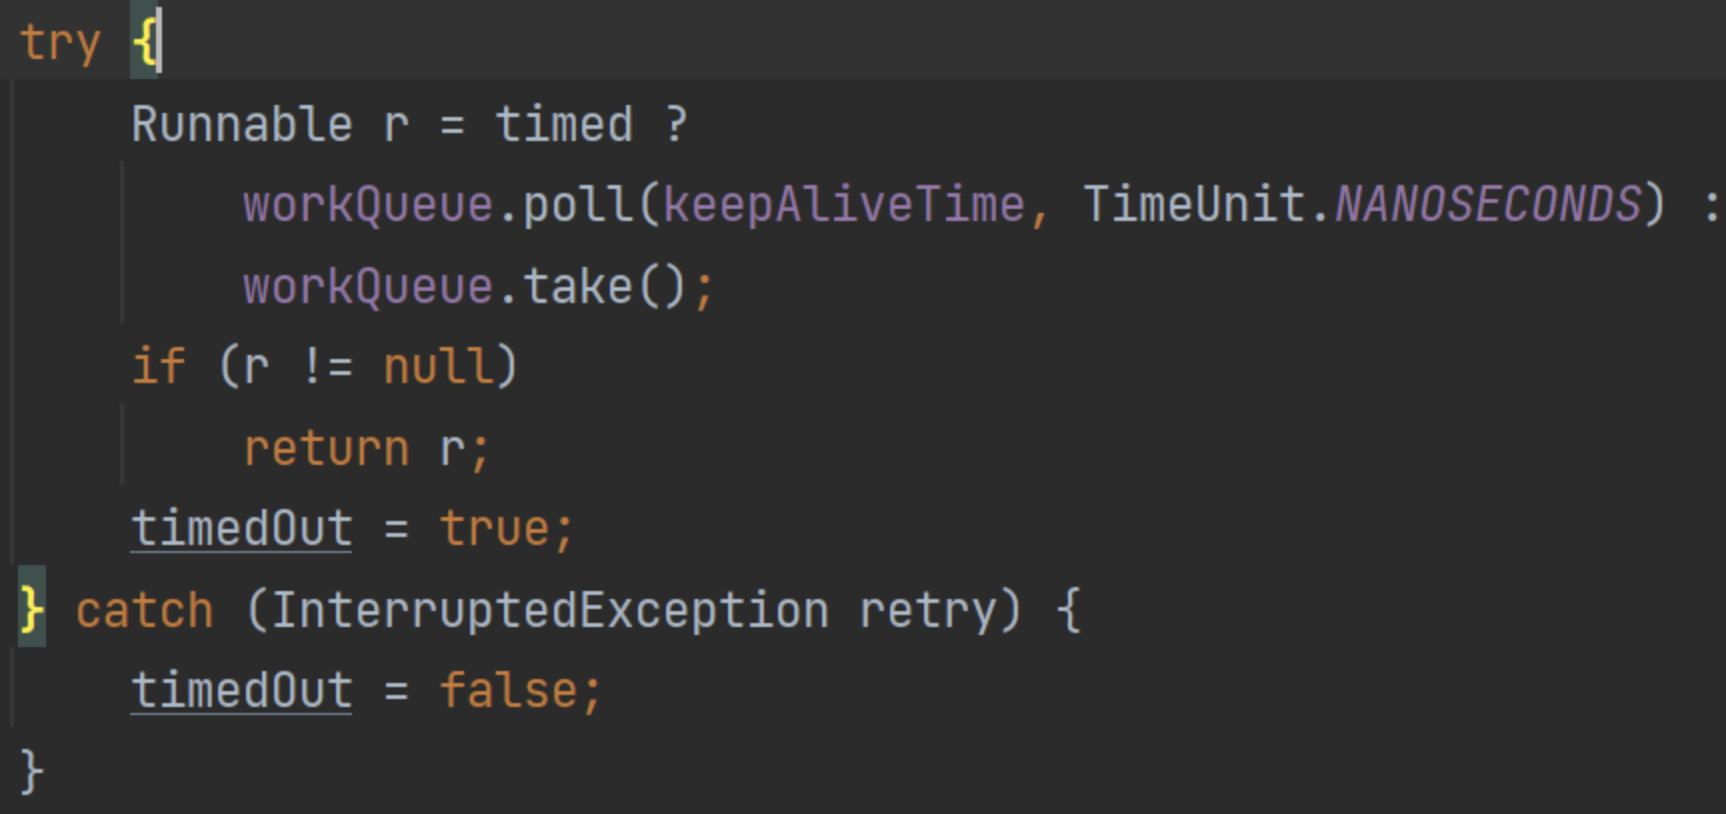 try {
Runnable r = timed ?
workQueue.poll(keepAliveTime, TimeUnit.NANOSECONDS) :
workQueue.take();
if (r != null)
return r;
timedOut = true;
} catch (InterruptedException retry) {
timedOut = false;
}